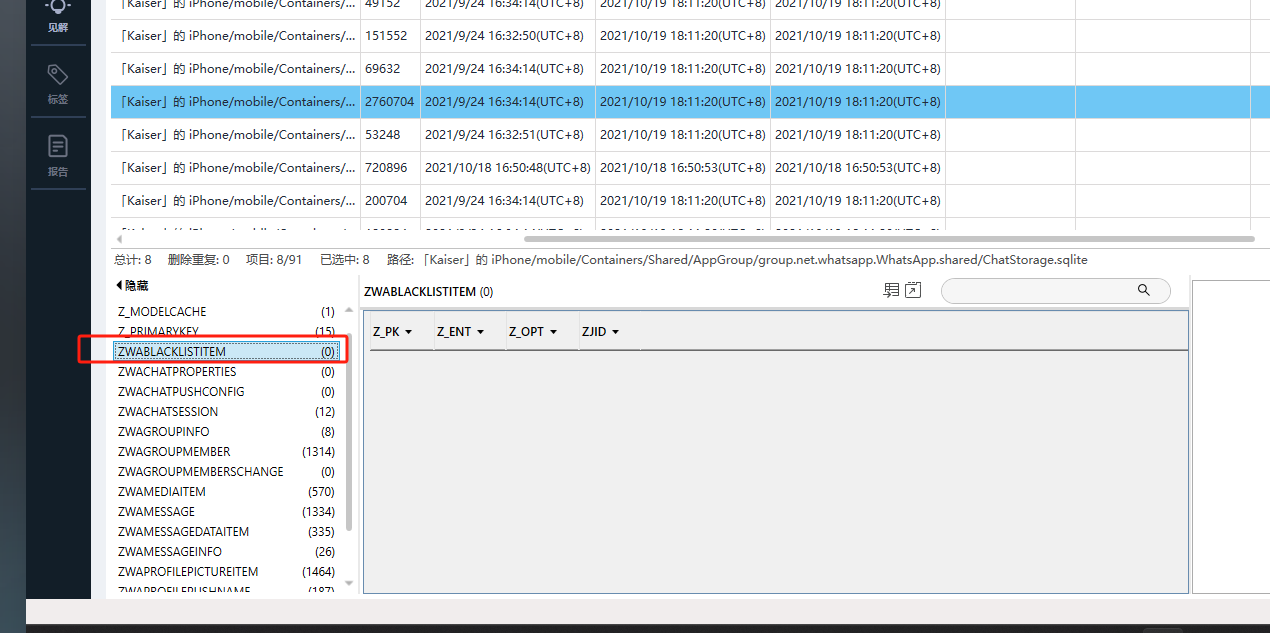 见解
标签
报告
「Kaiser」的 iPhone/mobile/Containers/... 49152 2021/9/24 16:34:14(UTC+8) 2021/10/19 18:11:20(UTC+8) 2021/10/19 18:11:20(UTC+8)
「Kaiser」的 iPhone/mobile/Containers/... 151552 2021/9/24 16:32:50(UTC+8) 2021/10/19 18:11:20(UTC+8) 2021/10/19 18:11:20(UTC+8)
「Kaiser」的 iPhone/mobile/Containers/... 69632 2021/9/24 16:34:14(UTC+8) 2021/10/19 18:11:20(UTC+8) 2021/10/19 18:11:20(UTC+8)
「Kaiser」的 iPhone/mobile/Containers/... 2760704 2021/9/24 16:34:14(UTC+8) 2021/10/19 18:11:20(UTC+8) 2021/10/19 18:11:20(UTC+8)
「Kaiser」的 iPhone/mobile/Containers/... 53248 2021/9/24 16:32:51(UTC+8) 2021/10/19 18:11:20(UTC+8) 2021/10/19 18:11:20(UTC+8)
「Kaiser」的 iPhone/mobile/Containers/... 720896 2021/10/18 16:50:48(UTC+8) 2021/10/18 16:50:53(UTC+8) 2021/10/18 16:50:53(UTC+8)
「Kaiser」的 iPhone/mobile/Containers/... 200704 2021/9/24 16:34:14(UTC+8) 2021/10/19 18:11:20(UTC+8) 2021/10/19 18:11:20(UTC+8)
总计: 8 删除重复: 0 项目: 8/91 已选中: 8 路径: 「Kaiser」的 iPhone/mobile/Containers/Shared/AppGroup/group.net.whatsapp.WhatsApp.shared/ChatStorage.sqlite
隐藏
Z_MODELCACHE (1)
Z_PRIMARYKEY (15)
ZWABLACKLISTITEM (0)
ZWACHATPROPERTIES (0)
ZWACHATPUSHCONFIG (0)
ZWACHATSESSION (12)
ZWAGROUPINFO (8)
ZWAGROUPMEMBER (1314)
ZWAGROUPMEMBERSCHANGE (0)
ZWAMEDIAITEM (570)
ZWAMESSAGE (1334)
ZWAMESSAGEDATAITEM (335)
ZWAMESSAGEINFO (26)
ZWAPROFILEPICTUREITEM (1464)
ZWAPROFILEPUSHNAME (187)
ZWABLACKLISTITEM (0)
Z_PK Z_ENT Z_OPT ZJID